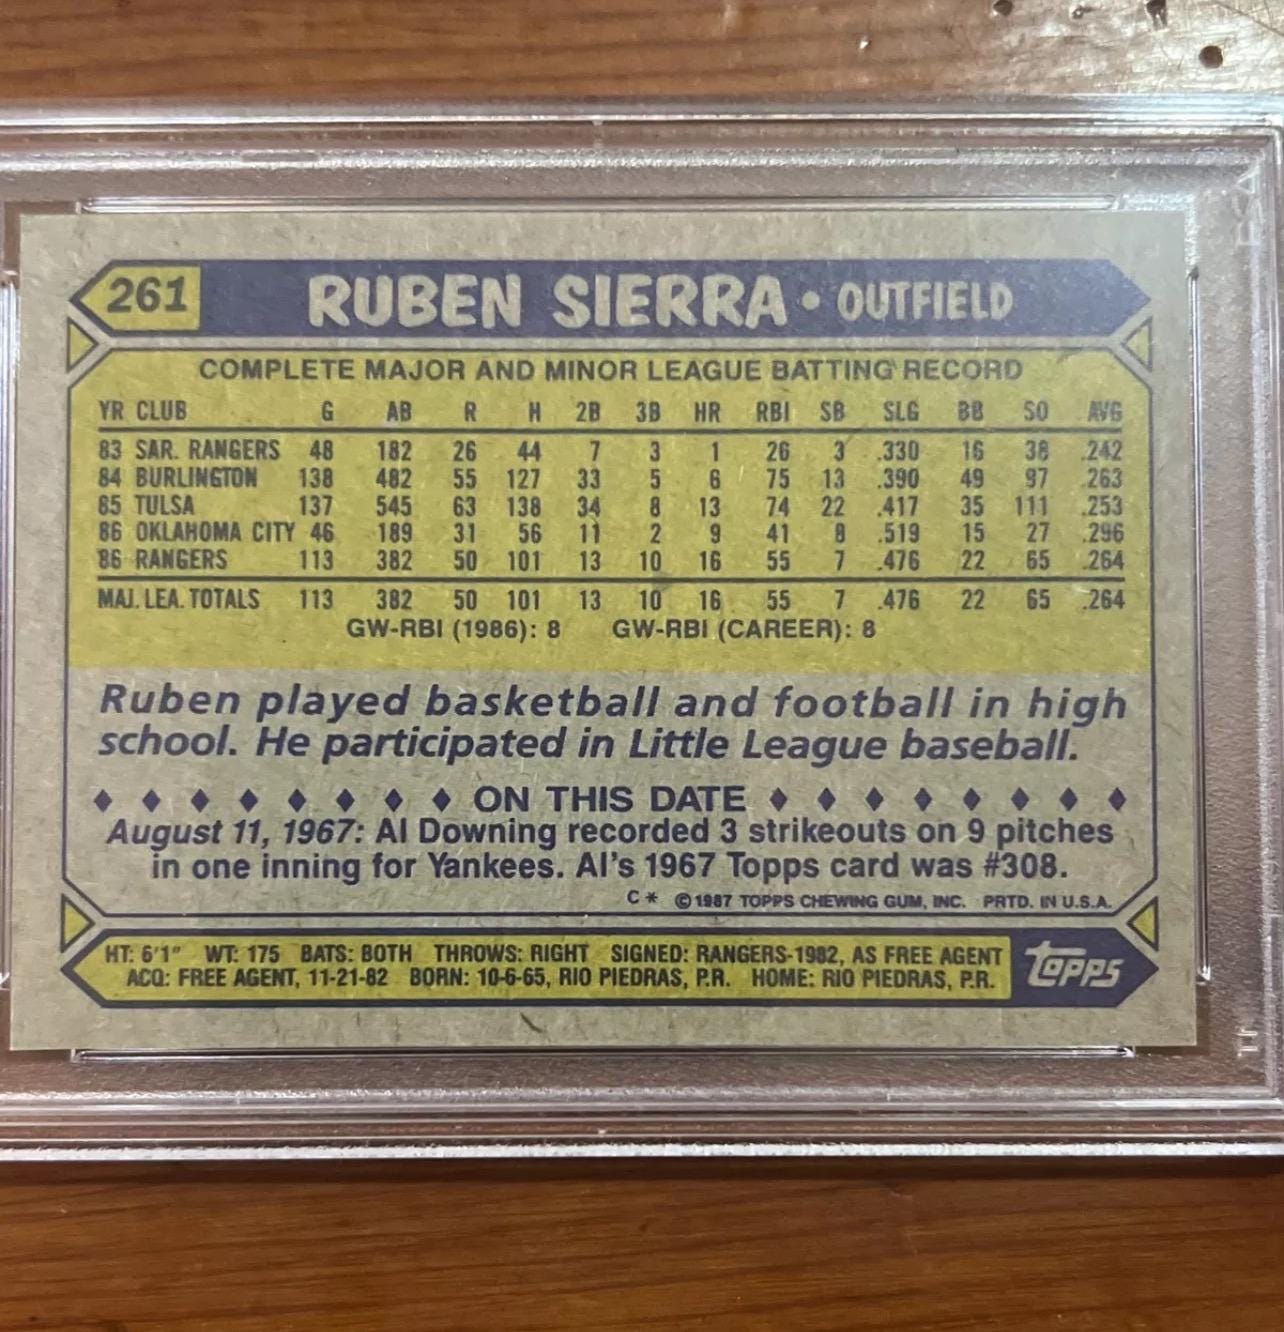 261 RUBEN SIERRA • OUTFIELD
COMPLETE MAJOR AND MINOR LEAGUE BATTING RECORD
YR CLUB G AB R H 2B 3B HR RBI SB SLG BB SO AVG
83 SAR. RANGERS 48 182 26 44 7 3 1 26 3 .330 16 38 .242
84 BURLINGTON 138 482 55 127 33 5 6 75 13 .390 49 97 .263
85 TULSA 137 545 63 138 34 8 13 74 22 .417 35 111 .253
86 OKLAHOMA CITY 46 189 31 56 11 2 9 41 8 .519 15 27 .296
86 RANGERS 113 382 50 101 13 10 16 55 7 .476 22 65 .264
MAJ. LEA. TOTALS 113 382 50 101 13 10 16 55 7 .476 22 65 .264
GW-RBI (1986): 8 GW-RBI (CAREER): 8
Ruben played basketball and football in high
school. He participated in Little League baseball.
♦ ♦ ♦ ♦ ♦ ♦ ♦ ♦ ON THIS DATE ♦ ♦ ♦ ♦ ♦ ♦ ♦ ♦
August 11, 1967: Al Downing recorded 3 strikeouts on 9 pitches
in one inning for Yankees. Al's 1967 Topps card was #308.
C* ©1987 TOPPS CHEWING GUM, INC. PRTD. IN U.S.A.
HT: 6'1" WT: 175 BATS: BOTH THROWS: RIGHT SIGNED: RANGERS-1982, AS FREE AGENT
ACQ: FREE AGENT, 11-21-82 BORN: 10-6-65, RIO PIEDRAS, P.R. HOME: RIO PIEDRAS, P.R.
topps